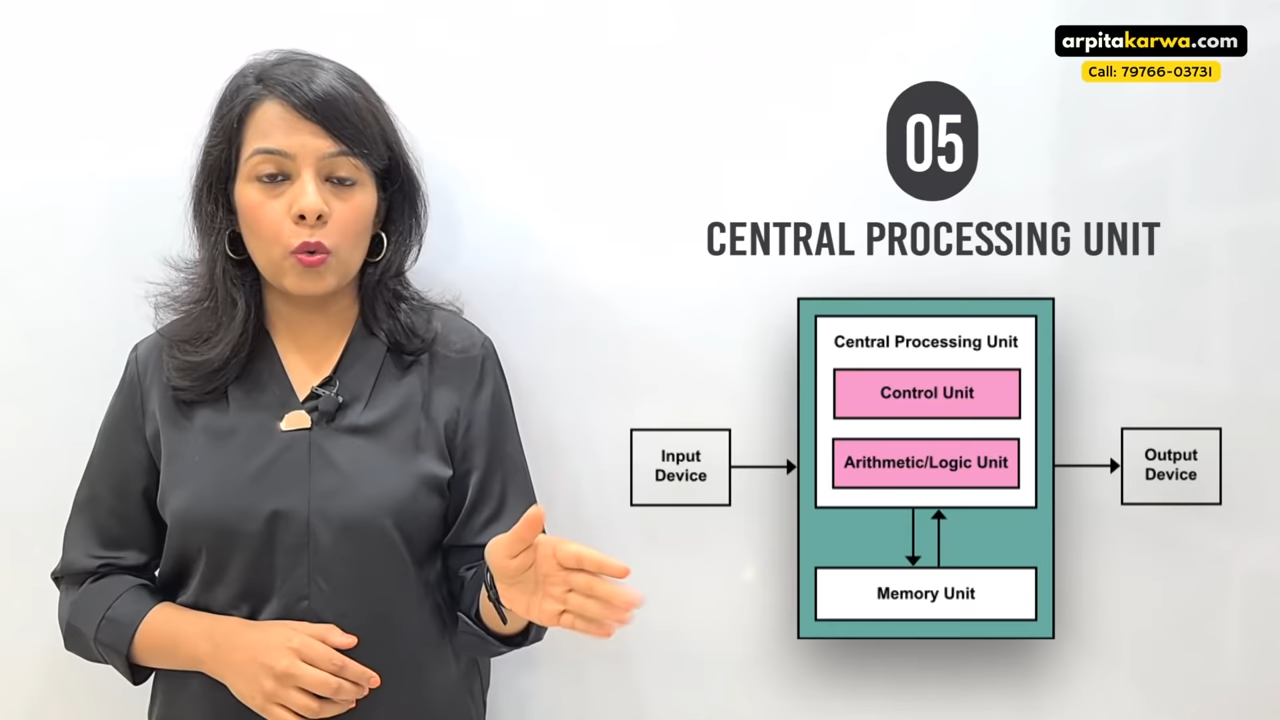 arpitakarwa.com
Call: 79766-03731
05
CENTRAL PROCESSING UNIT
Central Processing Unit
Control Unit
Arithmetic/Logic Unit
Input
Device
Output
Device
Memory Unit